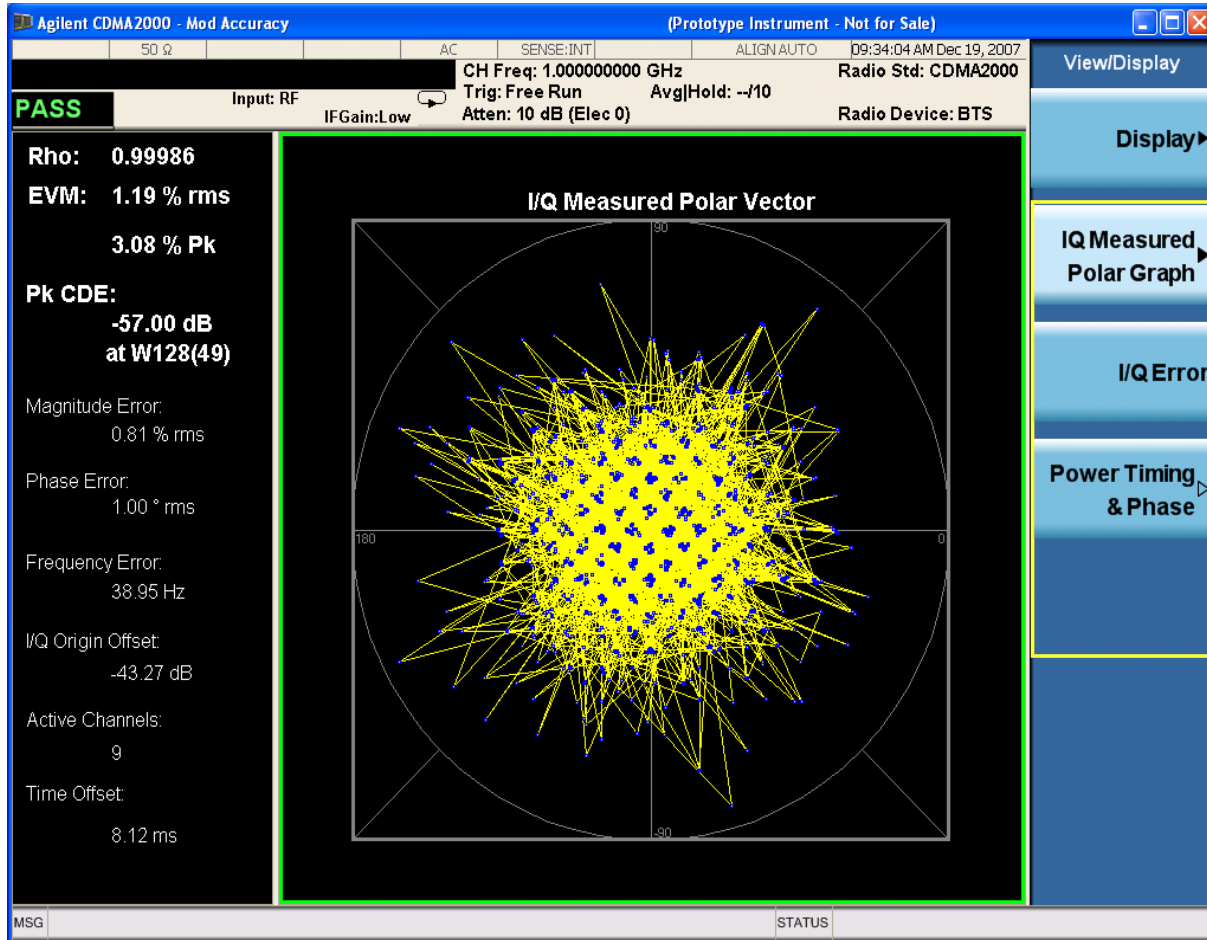 Agilent CDMA2000 - Mod Accuracy (Prototype Instrument - Not for Sale)
50 Ω AC SENSE:INT ALIGN AUTO 09:34:04 AM Dec 19, 2007
CH Freq: 1.000000000 GHz Radio Std: CDMA2000
Input: RF Trig: Free Run Avg|Hold: --/10
PASS IFGain:Low Atten: 10 dB (Elec 0) Radio Device: BTS
Rho: 0.99986
EVM: 1.19 % rms
3.08 % Pk
Pk CDE:
-57.00 dB
at W128(49)
Magnitude Error:
0.81 % rms
Phase Error:
1.00 ° rms
Frequency Error:
38.95 Hz
I/Q Origin Offset:
-43.27 dB
Active Channels:
9
Time Offset:
8.12 ms
I/Q Measured Polar Vector
90
180
0
-90
View/Display
Display
IQ Measured
Polar Graph
I/Q Error
Power Timing
& Phase
MSG STATUS